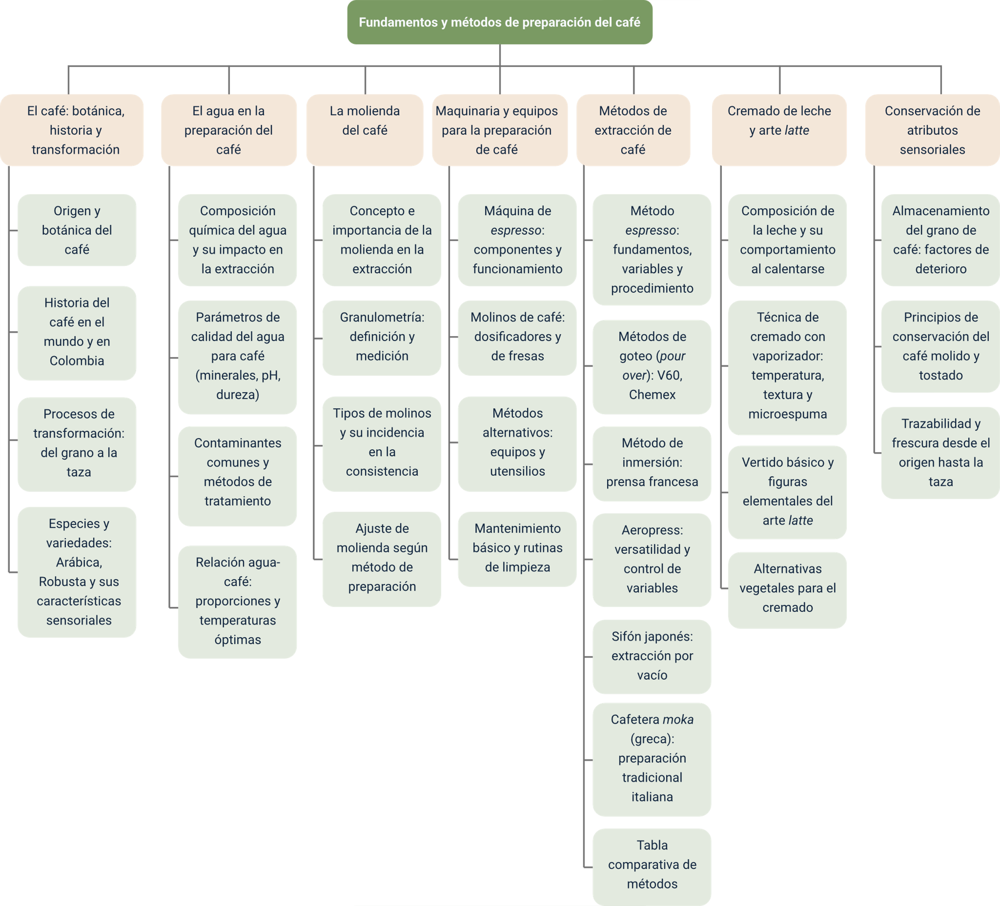 Fundamentos y métodos de preparación del café
El café: botánica,
historia y
transformación
Origen y
botánica del
café
Historia del
café en el
mundo y en
Colombia
Procesos de
transformación:
del grano a la
taza
Especies y
variedades:
Arábica,
Robusta y sus
características
sensoriales
El agua en la
preparación del
café
Composición
química del agua
y su impacto en
la extracción
Parámetros de
calidad del agua
para café
(minerales, pH,
dureza)
Contaminantes
comunes y
métodos de
tratamiento
Relación agua-
café:
proporciones y
temperaturas
óptimas
La molienda
del café
Concepto e
importancia de la
molienda en la
extracción
Granulometría:
definición y
medición
Tipos de molinos
y su incidencia
en la
consistencia
Ajuste de
molienda según
método de
preparación
Maquinaria y equipos
para la preparación
de café
Máquina de
espresso:
componentes y
funcionamiento
Molinos de café:
dosificadores y
de fresas
Métodos
alternativos:
equipos y
utensilios
Mantenimiento
básico y rutinas
de limpieza
Métodos de
extracción de
café
Método
espresso:
fundamentos,
variables y
procedimiento
Métodos de
goteo (pour
over): V60,
Chemex
Método de
inmersión:
prensa francesa
Aeropress:
versatilidad y
control de
variables
Sifón japonés:
extracción por
vacío
Cafetera moka
(greca):
preparación
tradicional
italiana
Tabla
comparativa de
métodos
Cremado de leche
y arte latte
Composición de
la leche y su
comportamiento
al calentarse
Técnica de
cremado con
vaporizador:
temperatura,
textura y
microespuma
Vertido básico y
figuras
elementales del
arte latte
Alternativas
vegetales para el
cremado
Conservación de
atributos
sensoriales
Almacenamiento
del grano de
café: factores de
deterioro
Principios de
conservación del
café molido y
tostado
Trazabilidad y
frescura desde el
origen hasta la
taza